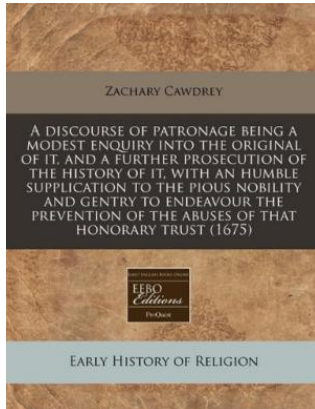 Zachary Cawdrey
A discourse of patronage being a
modest enquiry into the original
of it, and a further prosecution of
the history of it, with an humble
supplication to the pious nobility
and gentry to endeavour the
prevention of the abuses of that
honorary trust (1675)
EEBO
Editions
ProQuest
Early History of Religion